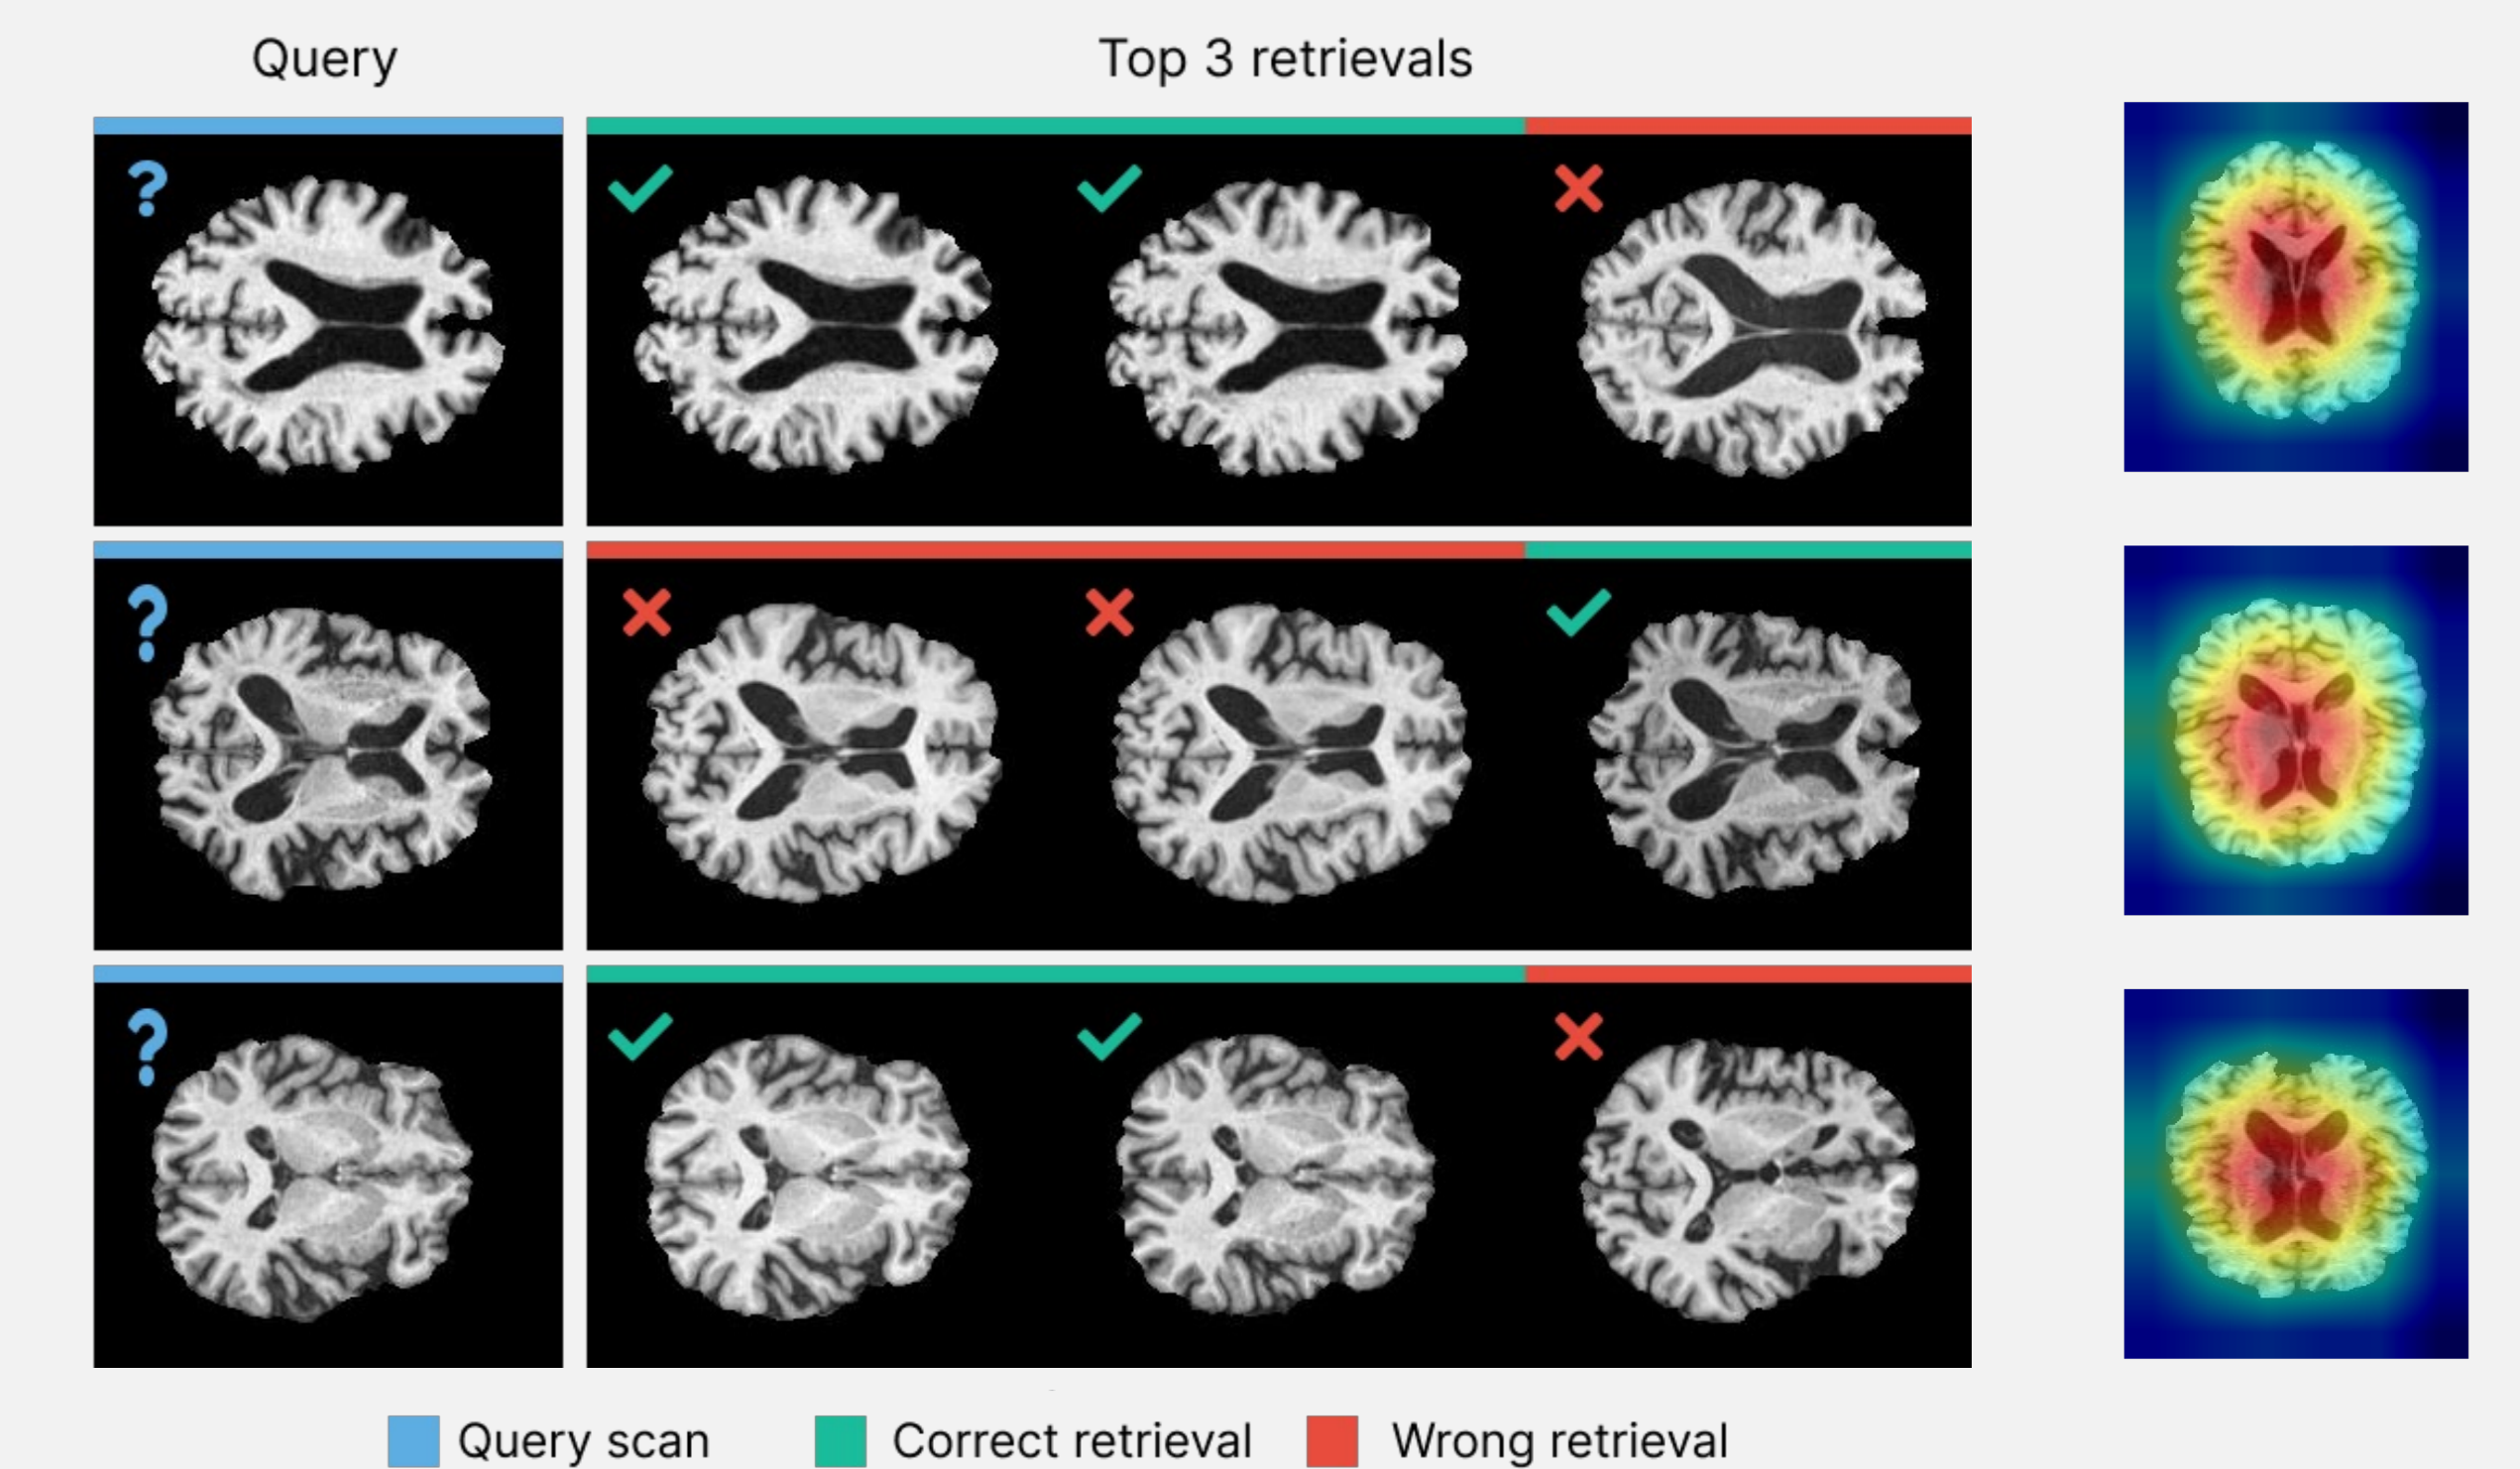 Query
Top 3 retrievals
?
?
?
Query scan
Correct retrieval
Wrong retrieval